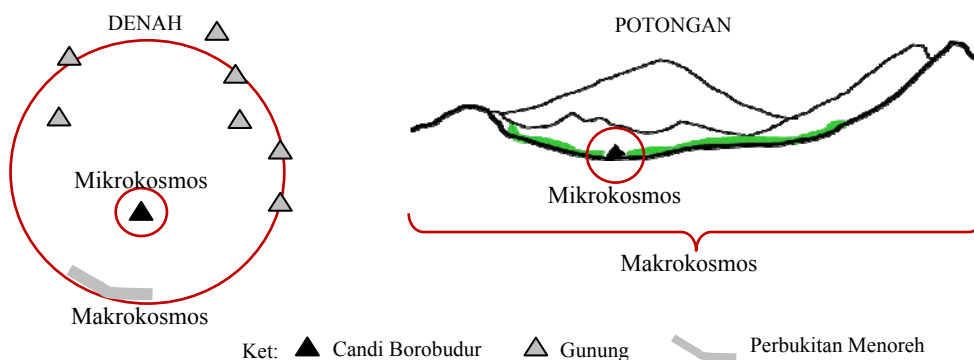 DENAH
POTONGAN
Mikrokosmos
Mikrokosmos
Makrokosmos
Makrokosmos
Ket: Candi Borobudur Gunung Perbukitan Menoreh